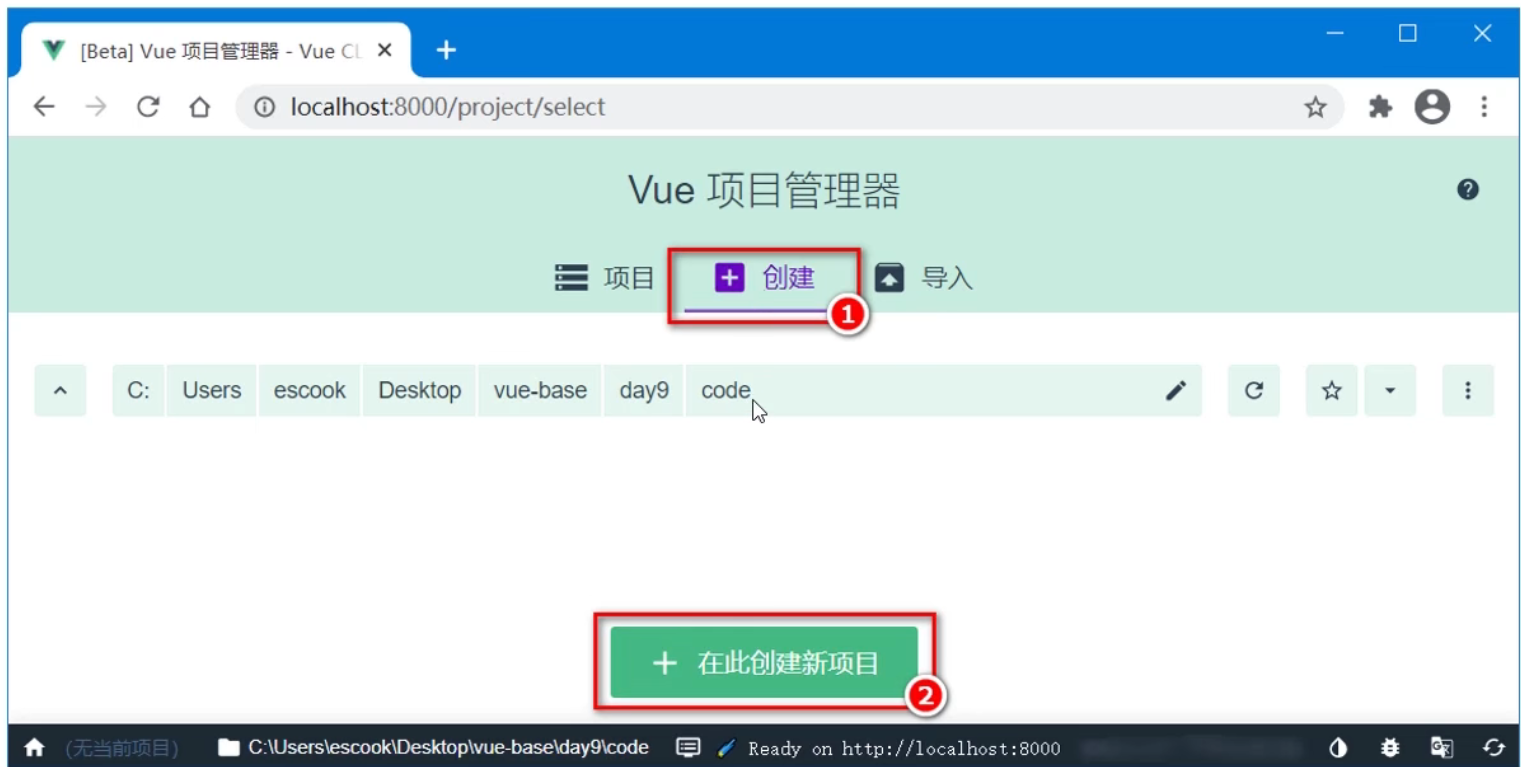 [Beta] Vue 项目管理器 - Vue CL
localhost:8000/project/select
Vue 项目管理器
项目 创建 导入
1
C: Users escook Desktop vue-base day9 code
+ 在此创建新项目
2
(无当前项目) C:\Users\escook\Desktop\vue-base\day9\code Ready on http://localhost:8000